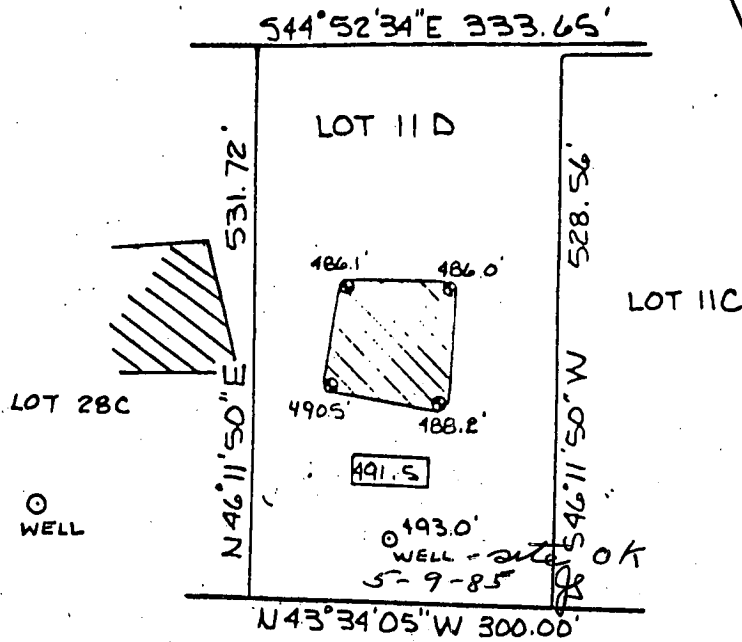 S44°52'34"E 333.65'
LOT 11D
531.72'
528.56'
486.1'
486.0'
LOT 11C
490.5'
488.2'
LOT 28C
N46°11'50"E
S46°11'50"W
491.5
WELL
493.0'
WELL - site OK
5-9-85
N43°34'05"W 300.00'